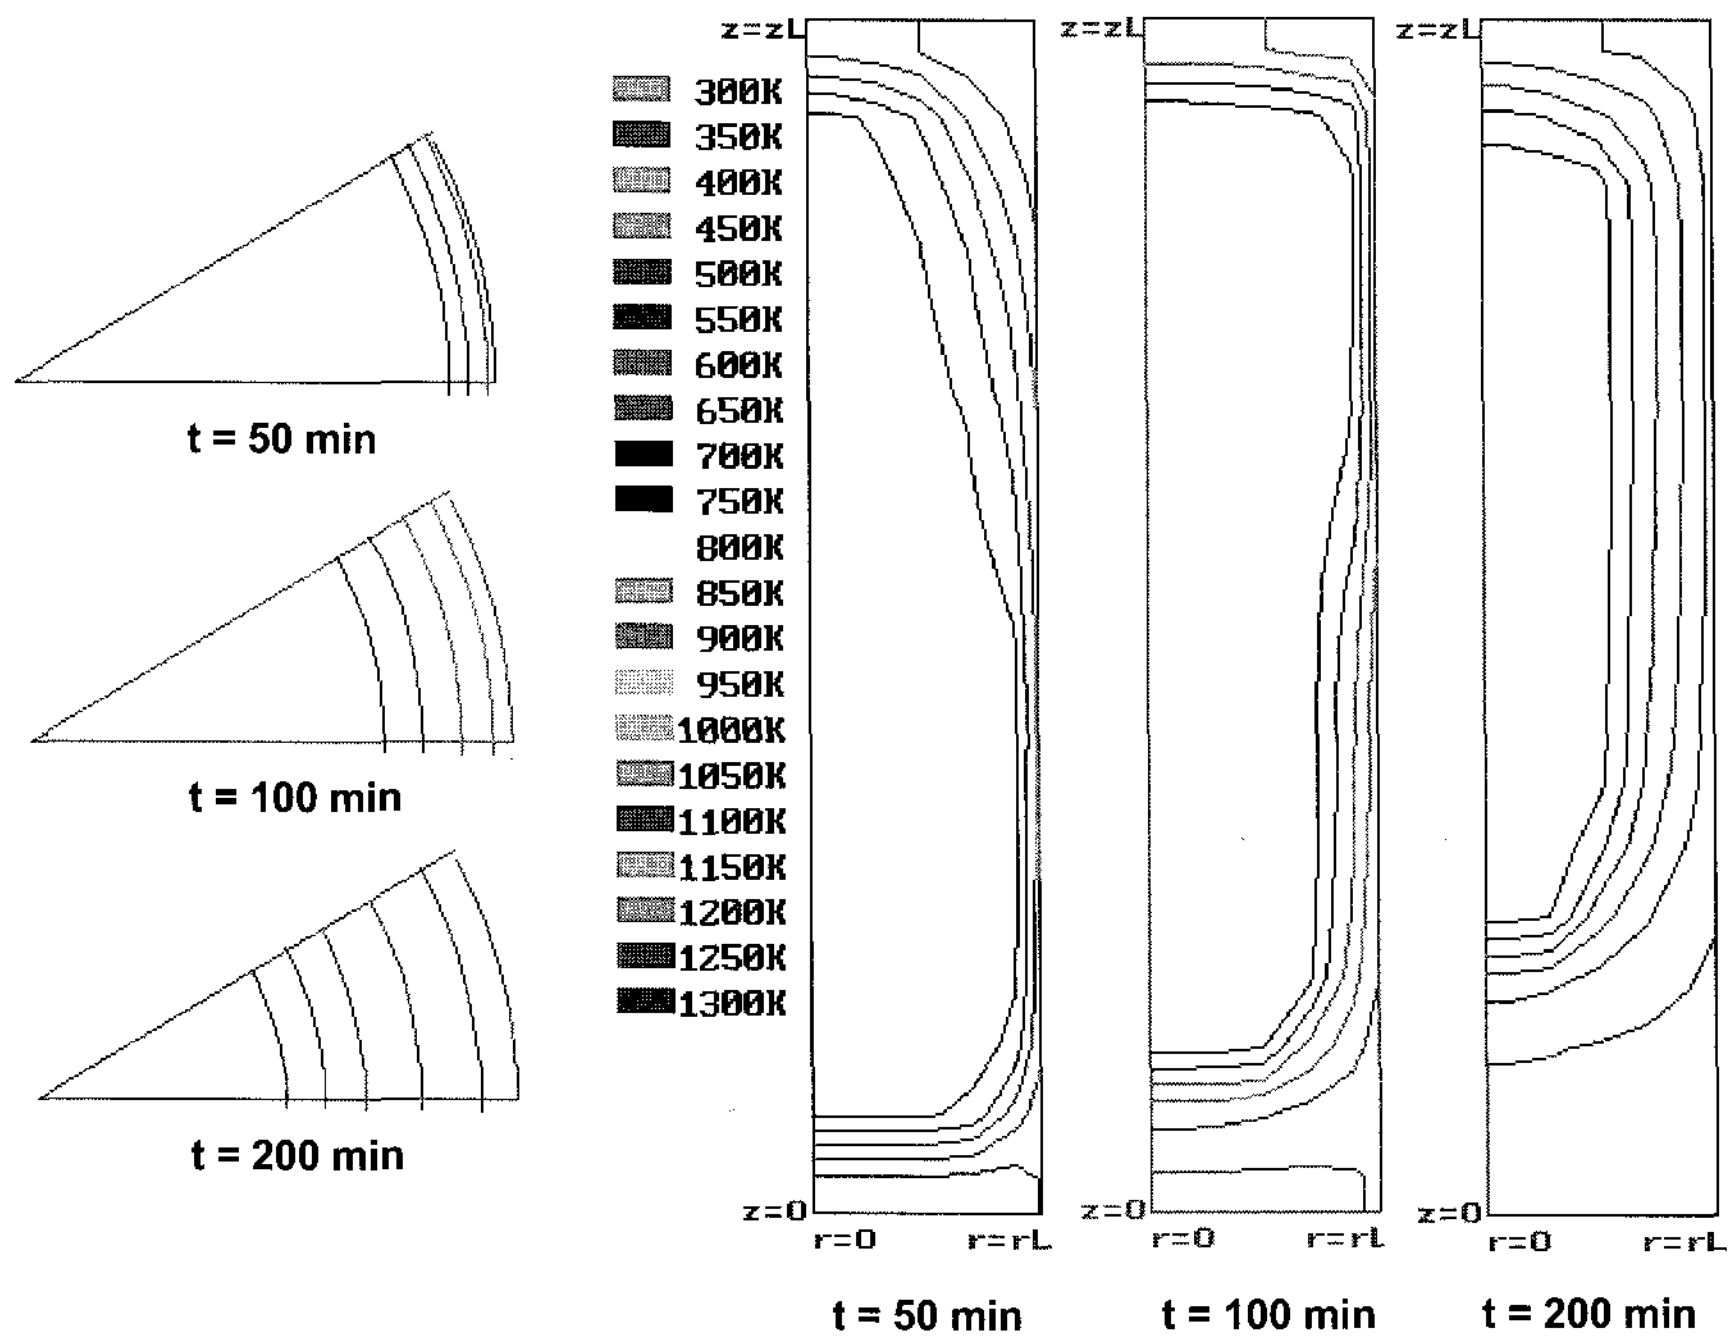 t = 50 min
t = 100 min
t = 200 min
300K
350K
400K
450K
500K
550K
600K
650K
700K
750K
800K
850K
900K
950K
1000K
1050K
1100K
1150K
1200K
1250K
1300K
z=zL
z=0
r=0 r=rL
t = 50 min
z=zL
z=0
r=0 r=rL
t = 100 min
z=zL
z=0
r=0 r=rL
t = 200 min